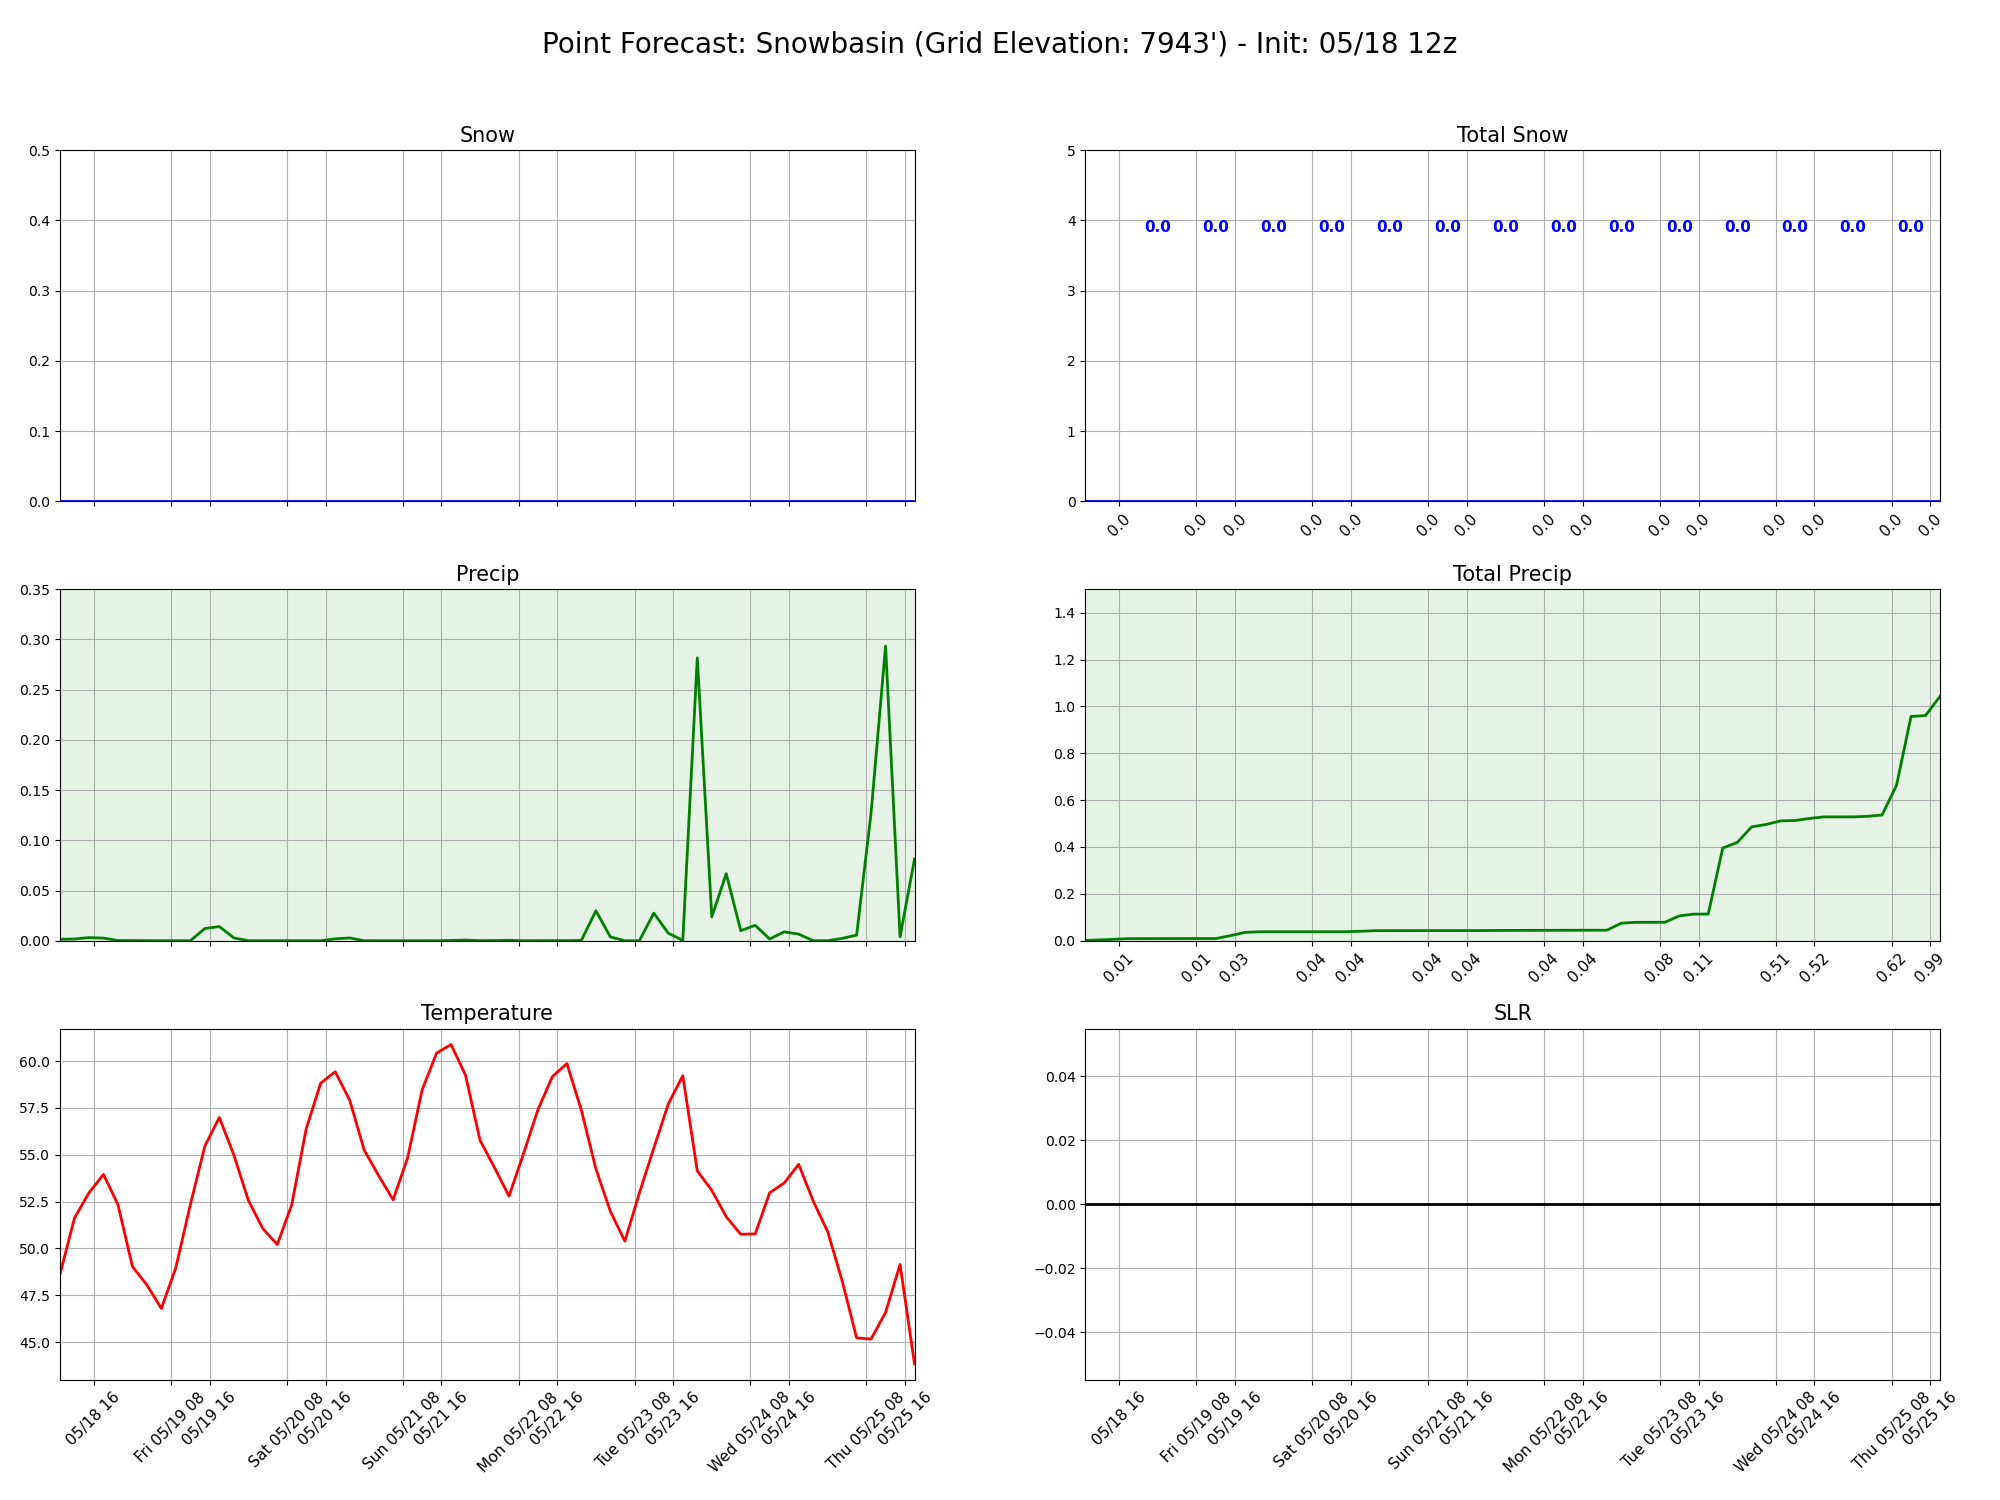 Point Forecast: Snowbasin (Grid Elevation: 7943') - Init: 05/18 12z
Snow
0.5
0.4
0.3
0.2
0.1
0.0
Total Snow
5
4
3
2
1
0
0.0 0.0 0.0 0.0 0.0 0.0 0.0 0.0 0.0 0.0 0.0 0.0 0.0 0.0
0.0 0.0 0.0 0.0 0.0 0.0 0.0 0.0 0.0 0.0 0.0 0.0 0.0 0.0 0.0
Precip
0.35
0.30
0.25
0.20
0.15
0.10
0.05
0.00
Total Precip
1.4
1.2
1.0
0.8
0.6
0.4
0.2
0.0
0.01 0.01 0.03 0.04 0.04 0.04 0.04 0.04 0.04 0.08 0.11 0.51 0.52 0.62 0.99
Temperature
60.0
57.5
55.0
52.5
50.0
47.5
45.0
05/18 16
Fri 05/19 08
05/19 16
Sat 05/20 08
05/20 16
Sun 05/21 08
05/21 16
Mon 05/22 08
05/22 16
Tue 05/23 08
05/23 16
Wed 05/24 08
05/24 16
Thu 05/25 08
05/25 16
SLR
0.04
0.02
0.00
−0.02
−0.04
05/18 16
Fri 05/19 08
05/19 16
Sat 05/20 08
05/20 16
Sun 05/21 08
05/21 16
Mon 05/22 08
05/22 16
Tue 05/23 08
05/23 16
Wed 05/24 08
05/24 16
Thu 05/25 08
05/25 16